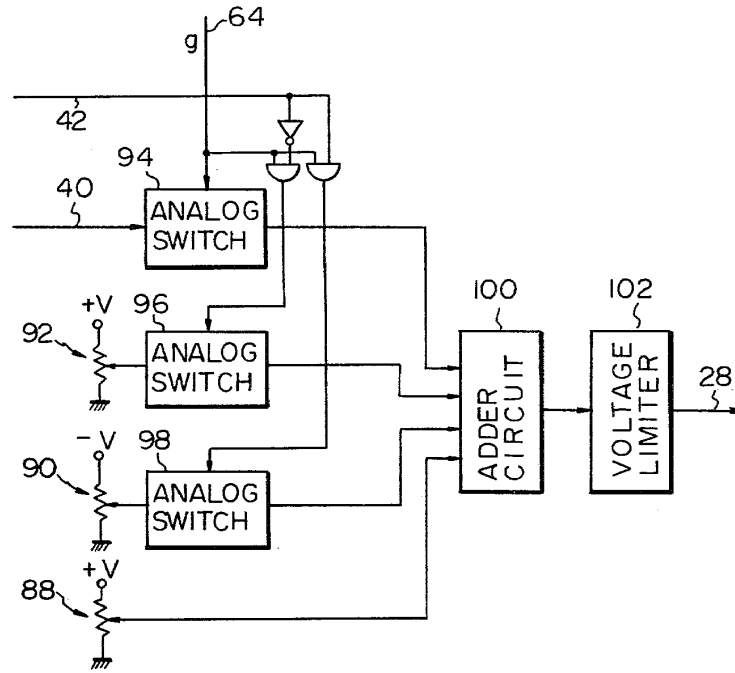 64
g
42
94
40
ANALOG
SWITCH
100
102
+V
96
92
ANALOG
SWITCH
ADDER
CIRCUIT
VOLTAGE
LIMITER
28
-V
98
90
ANALOG
SWITCH
+V
88